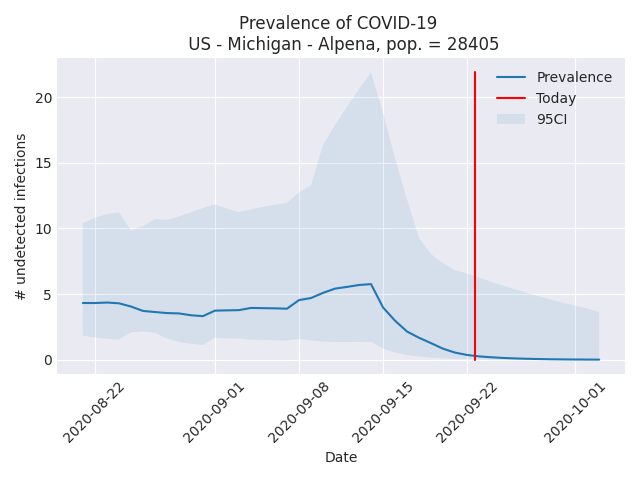 Prevalence of COVID-19
US - Michigan - Alpena, pop. = 28405
# undetected infections
20
15
10
5
0
Prevalence
Today
95CI
2020-08-22
2020-09-01
2020-09-08
2020-09-15
2020-09-22
2020-10-01
Date